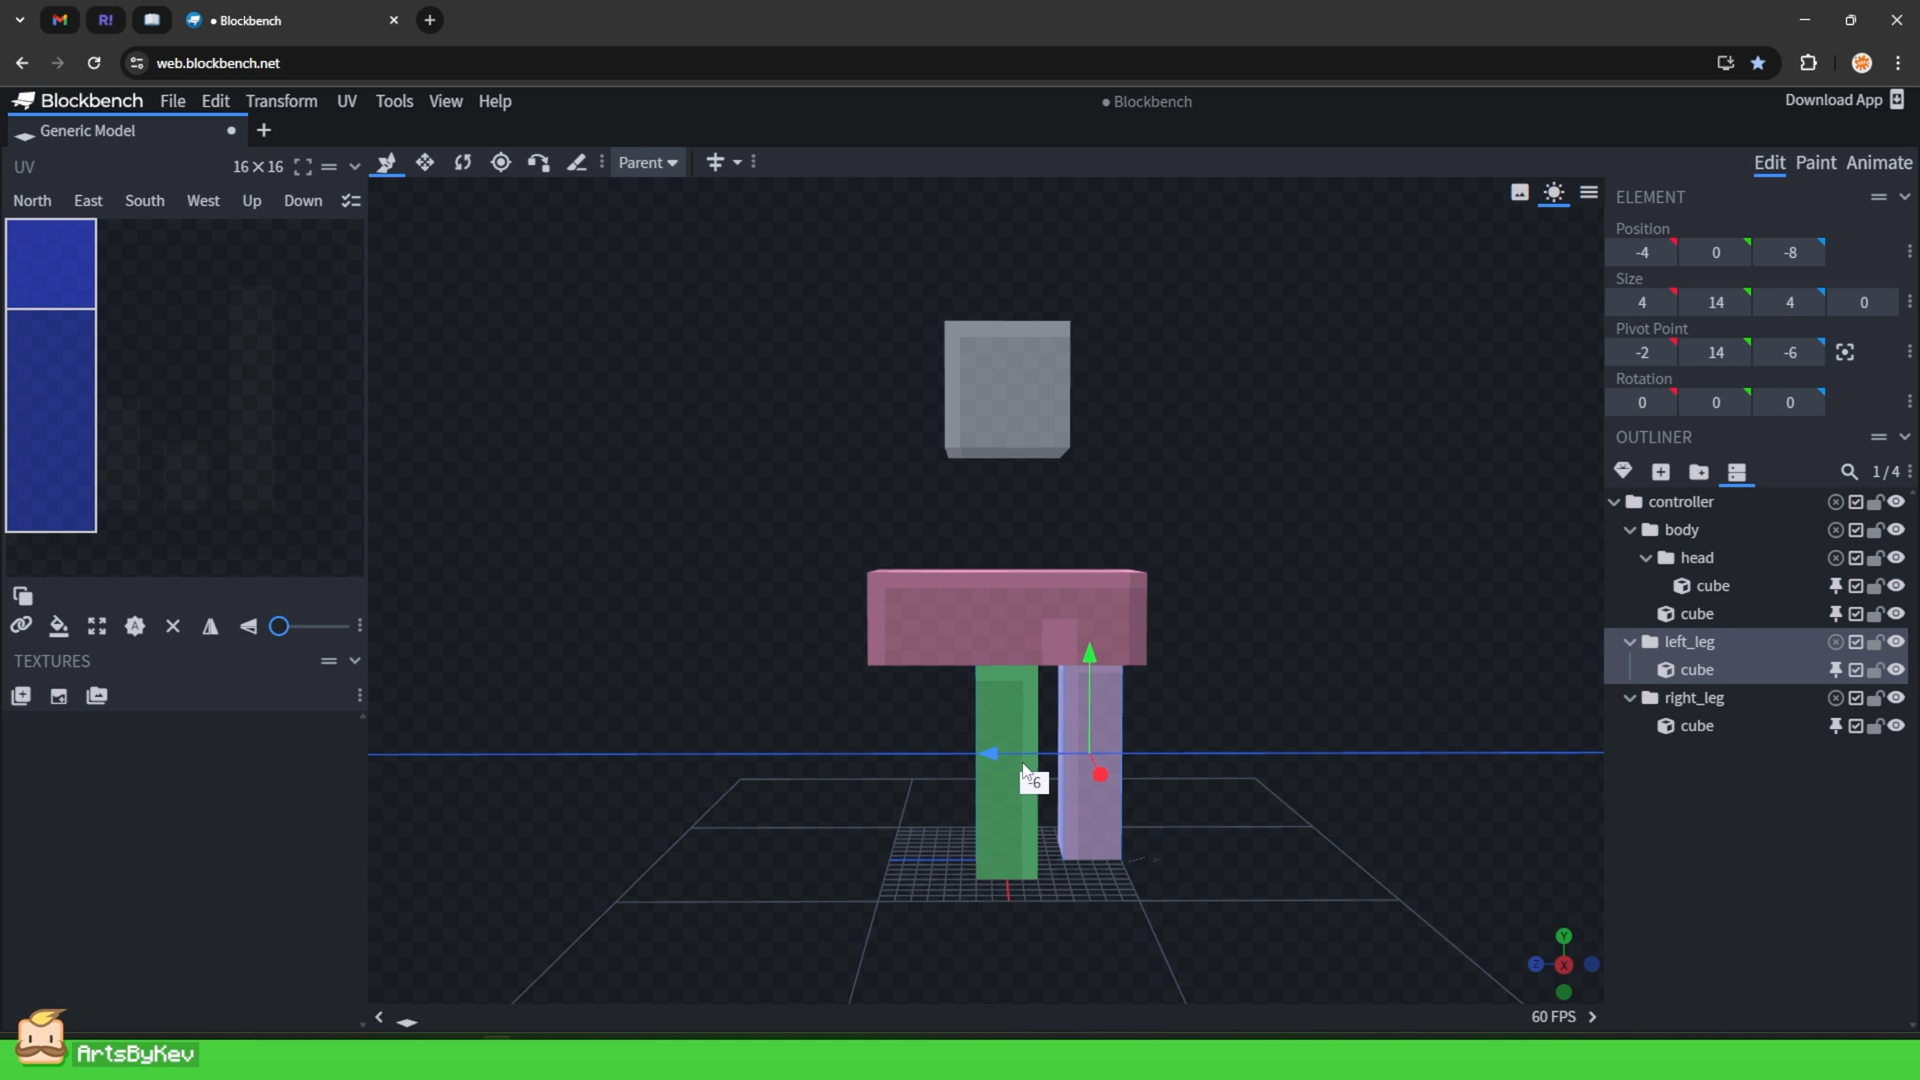 Blockbench
web.blockbench.net
Blockbench
File
Edit
Transform
UV
Tools
View
Help
Blockbench
Download App
Generic Model
UV
16×16
Parent
Edit
Paint
Animate
North
East
South
West
Up
Down
ELEMENT
Position
-4
0
-8
Size
4
14
4
0
Pivot Point
-2
14
-6
Rotation
0
0
0
OUTLINER
1/4
controller
body
head
cube
cube
left_leg
cube
right_leg
cube
TEXTURES
-6
Y
Z
X
60 FPS
ArtsByKev